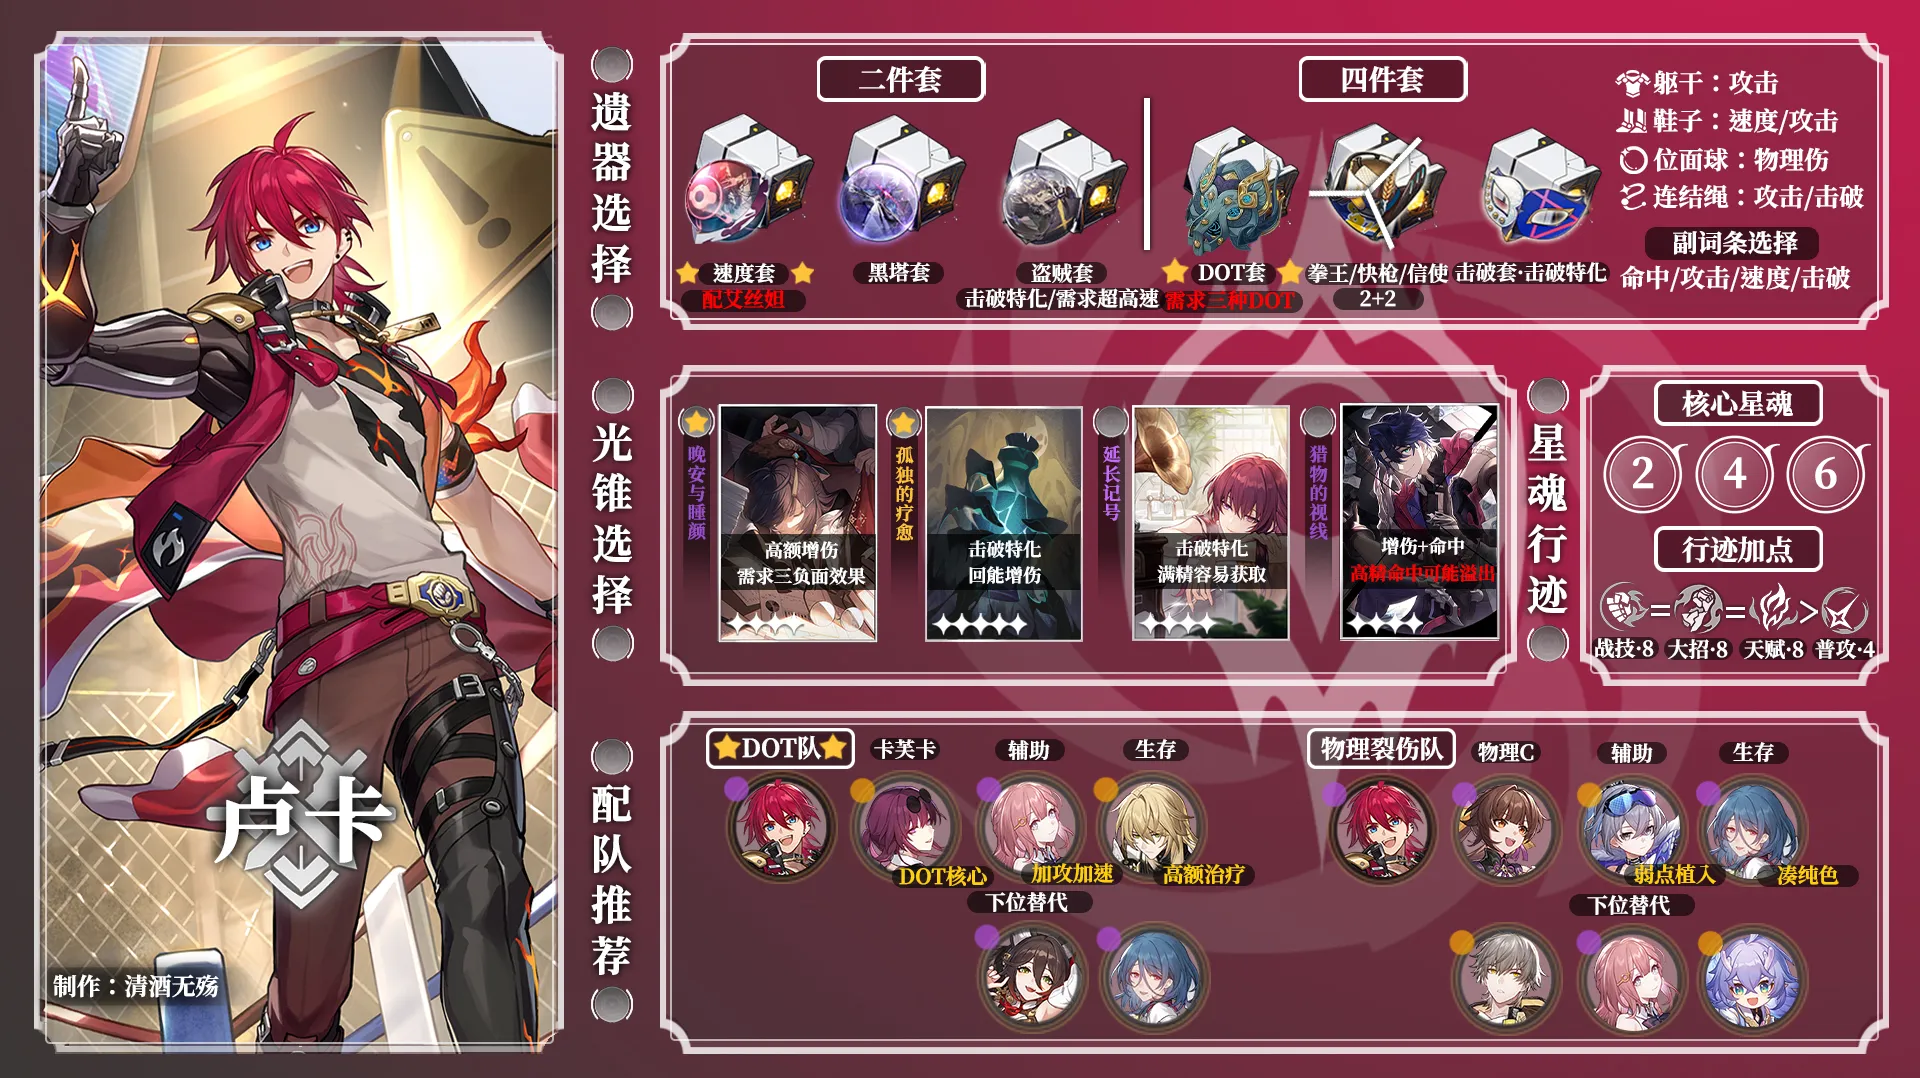 卢卡
制作：清酒无殇
遗器选择
二件套
速度套
配艾丝妲
黑塔套
盗贼套
击破特化/需求超高速
四件套
DOT套
需求三种DOT
拳王/快枪/信使
2+2
击破套·击破特化
躯干：攻击
鞋子：速度/攻击
位面球：物理伤
连结绳：攻击/击破
副词条选择
命中/攻击/速度/击破
光锥选择
晚安与睡颜
高额增伤
需求三负面效果
孤独的疗愈
击破特化
回能增伤
延长记号
击破特化
满精容易获取
猎物的视线
增伤+命中
高精命中可能溢出
星魂行迹
核心星魂
2 4 6
行迹加点
= = >
战技·8 大招·8 天赋·8 普攻·4
配队推荐
DOT队 卡芙卡 辅助 生存
DOT核心 加攻加速 高额治疗
下位替代
物理裂伤队 物理C 辅助 生存
弱点植入 凑纯色
下位替代